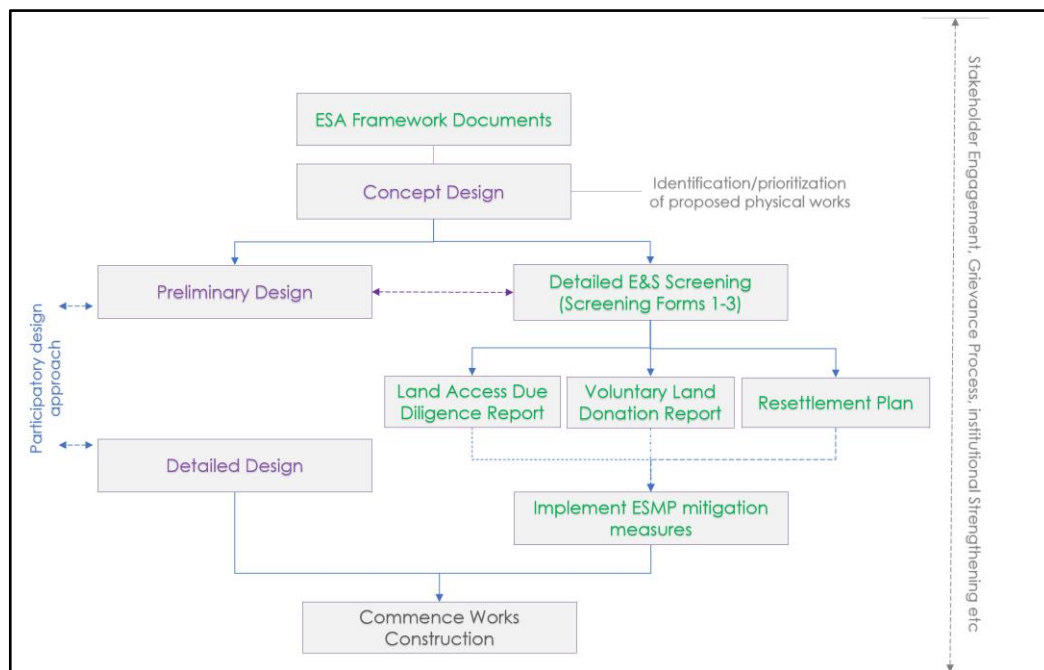 ESA Framework Documents
Concept Design
Identification/prioritization
of proposed physical works
Preliminary Design
Detailed E&S Screening
(Screening Forms 1-3)
Participatory design
approach
Land Access Due
Diligence Report
Voluntary Land
Donation Report
Resettlement Plan
Detailed Design
Implement ESMP mitigation
measures
Commence Works
Construction
Stakeholder Engagement, Grievance Process, institutional Strengthening etc